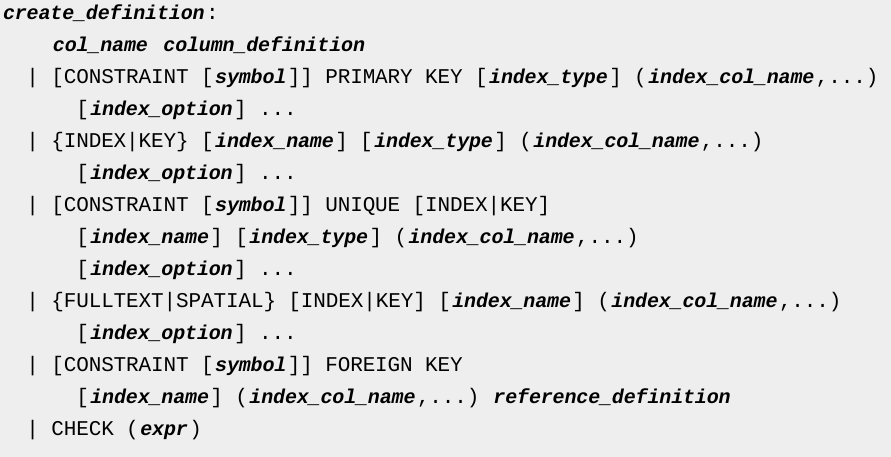 create_definition:
    col_name column_definition
  | [CONSTRAINT [symbol]] PRIMARY KEY [index_type] (index_col_name,...)
      [index_option] ...
  | {INDEX|KEY} [index_name] [index_type] (index_col_name,...)
      [index_option] ...
  | [CONSTRAINT [symbol]] UNIQUE [INDEX|KEY]
      [index_name] [index_type] (index_col_name,...)
      [index_option] ...
  | {FULLTEXT|SPATIAL} [INDEX|KEY] [index_name] (index_col_name,...)
      [index_option] ...
  | [CONSTRAINT [symbol]] FOREIGN KEY
      [index_name] (index_col_name,...) reference_definition
  | CHECK (expr)